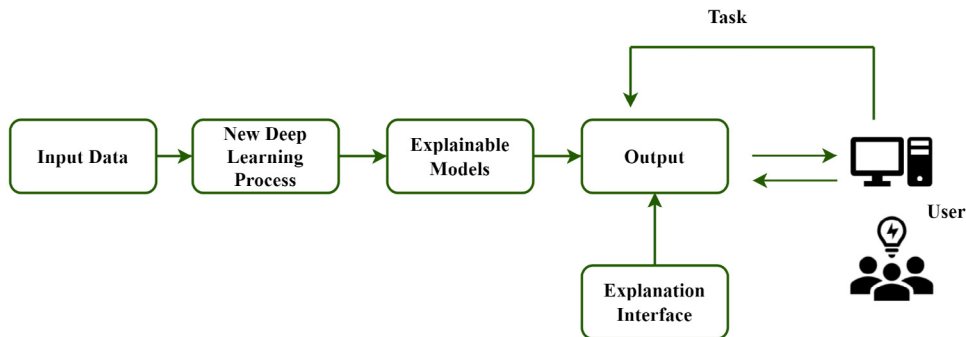 Task
Input Data
New Deep
Learning
Process
Explainable
Models
Output
User
Explanation
Interface